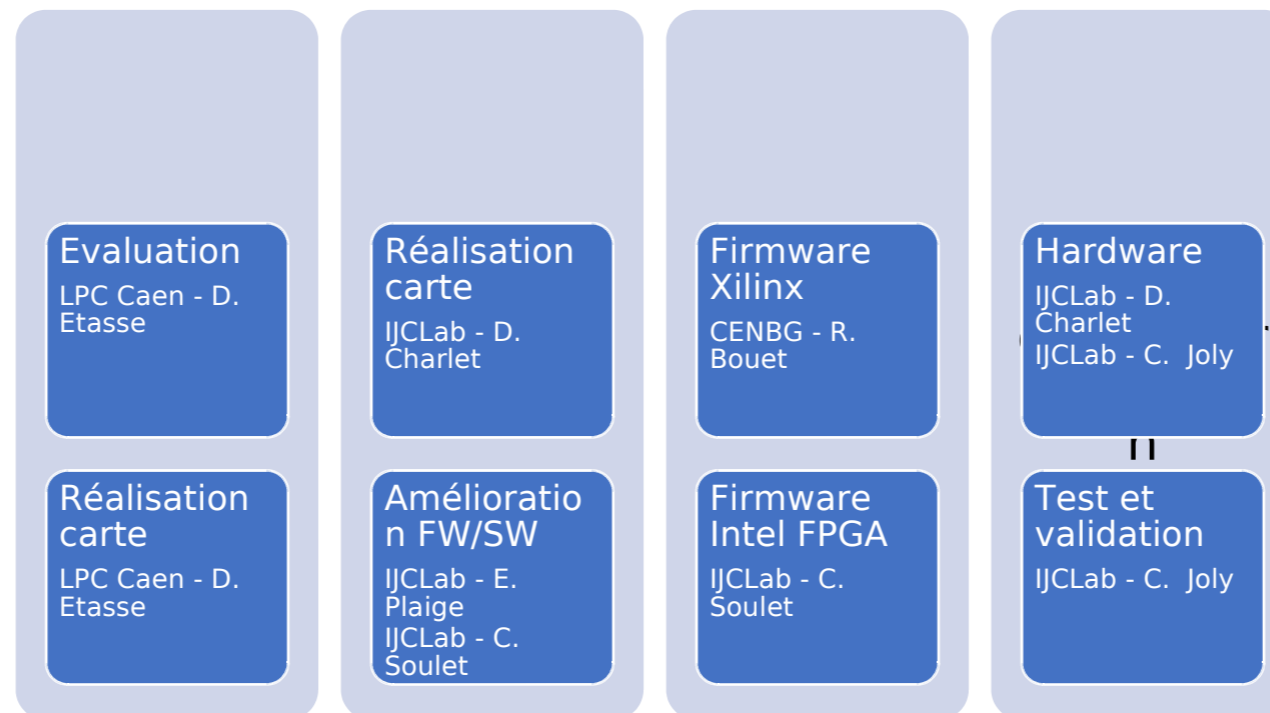 Evaluation
LPC Caen - D.
Etasse
Réalisation
carte
LPC Caen - D.
Etasse
Réalisation
carte
IJCLab - D.
Charlet
Amélioratio
n FW/SW
IJCLab - E.
Plaige
IJCLab - C.
Soulet
Firmware
Xilinx
CENBG - R.
Bouet
Firmware
Intel FPGA
IJCLab - C.
Soulet
Hardware
IJCLab - D.
Charlet
IJCLab - C.  Joly
n
Test et
validation
IJCLab - C.  Joly